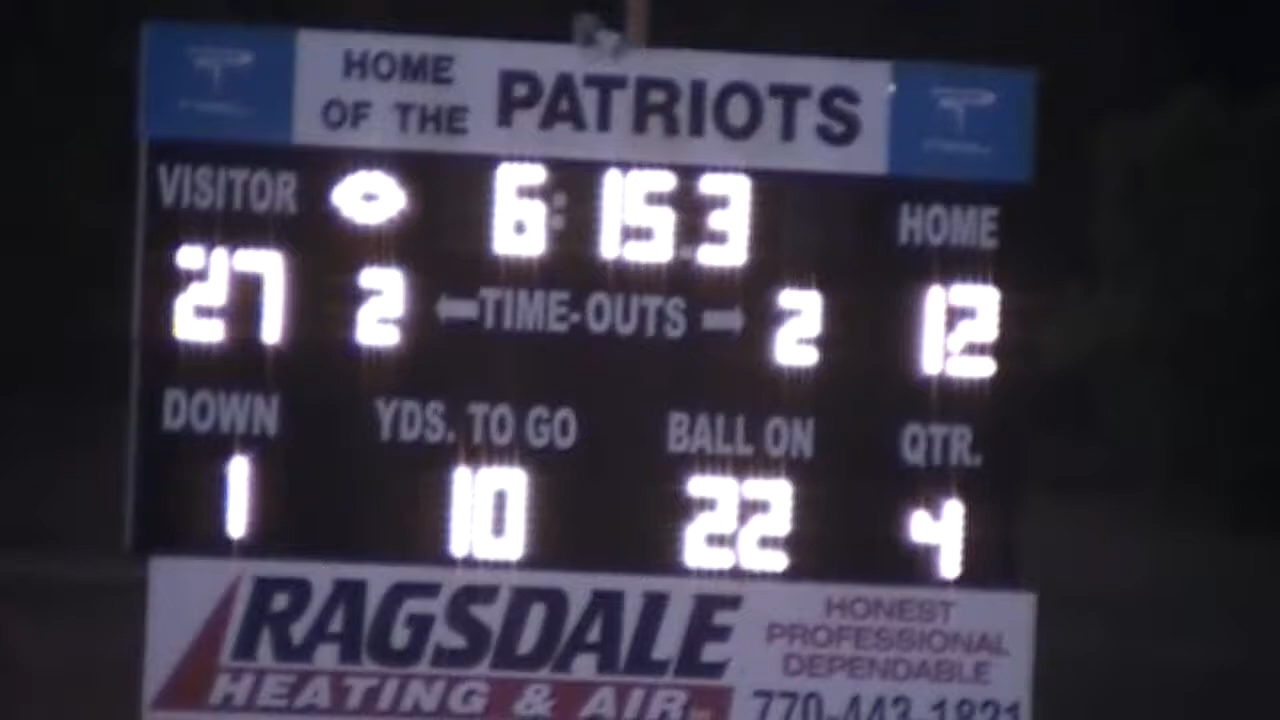 HOME
OF THE PATRIOTS
VISITOR 6:15.3 HOME
27 2 TIME-OUTS 2 12
DOWN YDS. TO GO BALL ON QTR.
1 10 22 4
RAGSDALE
HEATING & AIR
HONEST
PROFESSIONAL
DEPENDABLE
770-443-1821